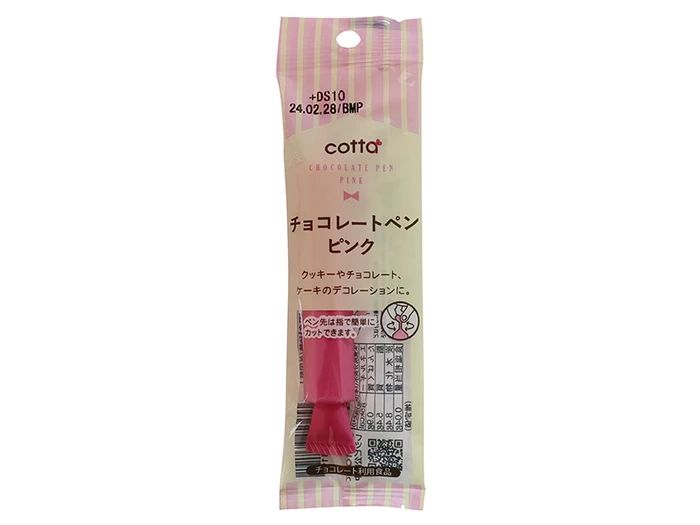 +DS10
24.02.28/BMP
cotta
CHOCOLATE PEN
PINK
チョコレートペン
ピンク
クッキーやチョコレート、
ケーキのデコレーションに。
ペン先は指で簡単に
カットできます。
チョコレート利用食品